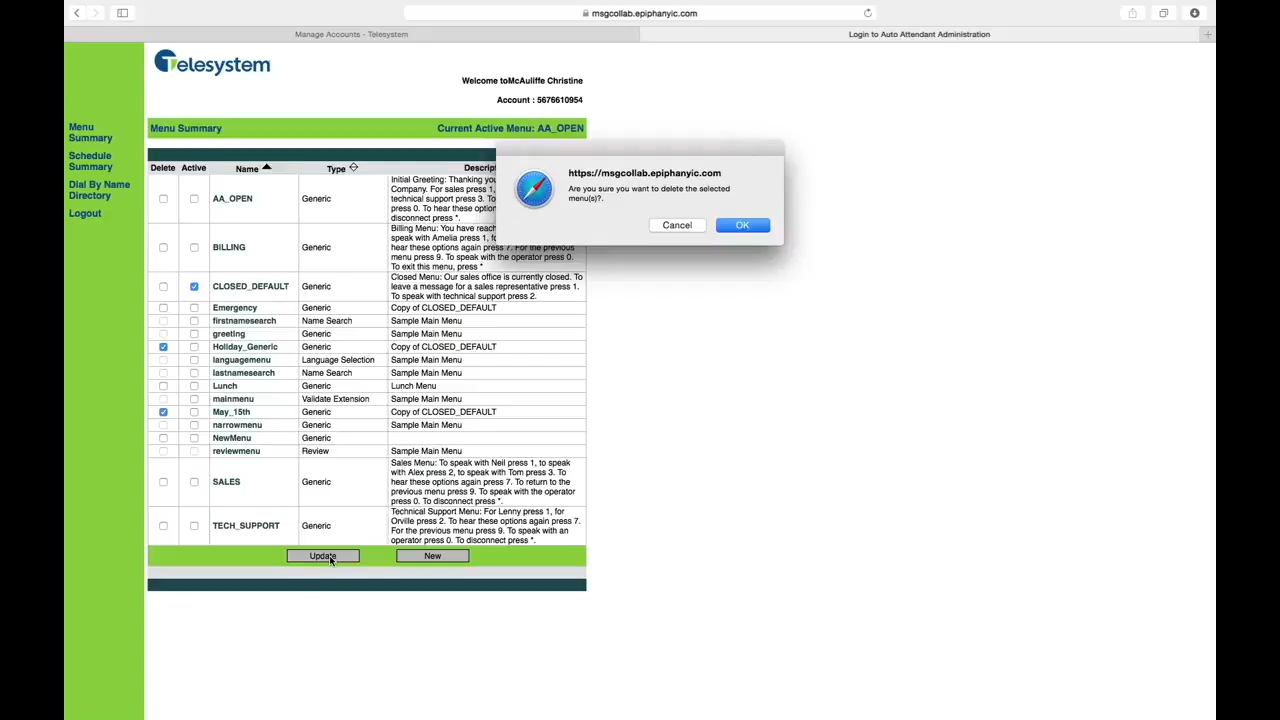 msgcollab.epiphanyic.com
Manage Accounts - Telesystem
Login to Auto Attendant Administration
Telesystem
Welcome toMcAuliffe Christine
Account : 5676610954
Menu
Summary
Schedule
Summary
Dial By Name
Directory
Logout
Menu Summary
Current Active Menu: AA_OPEN
https://msgcollab.epiphanyic.com
Are you sure you want to delete the selected
menu(s)?.
Cancel
OK
Delete Active Name Type Descript
AA_OPEN Generic
Initial Greeting: Thanking you
Company. For sales press 1,
technical support press 3. To
press 0. To hear these option
disconnect press *.
BILLING Generic
Billing Menu: You have reach
speak with Amelia press 1, fo
hear these options again press 7. For the previous
menu press 9. To speak with the operator press 0.
To exit this menu, press *
CLOSED_DEFAULT Generic
Closed Menu: Our sales office is currently closed. To
leave a message for a sales representative press 1.
To speak with technical support press 2.
Emergency Generic Copy of CLOSED_DEFAULT
firstnamesearch Name Search Sample Main Menu
greeting Generic Sample Main Menu
Holiday_Generic Generic Copy of CLOSED_DEFAULT
languagemenu Language Selection Sample Main Menu
lastnamesearch Name Search Sample Main Menu
Lunch Generic Lunch Menu
mainmenu Validate Extension Sample Main Menu
May_15th Generic Copy of CLOSED_DEFAULT
narrowmenu Generic Sample Main Menu
NewMenu Generic
reviewmenu Review Sample Main Menu
SALES Generic
Sales Menu: To speak with Neil press 1, to speak
with Alex press 2, to speak with Tom press 3. To
hear these options again press 7. To return to the
previous menu press 9. To speak with the operator
press 0. To disconnect press *.
TECH_SUPPORT Generic
Technical Support Menu: For Lenny press 1, for
Orville press 2. To hear these options again press 7.
For the previous menu press 9. To speak with an
operator press 0. To disconnect press *.
Update
New